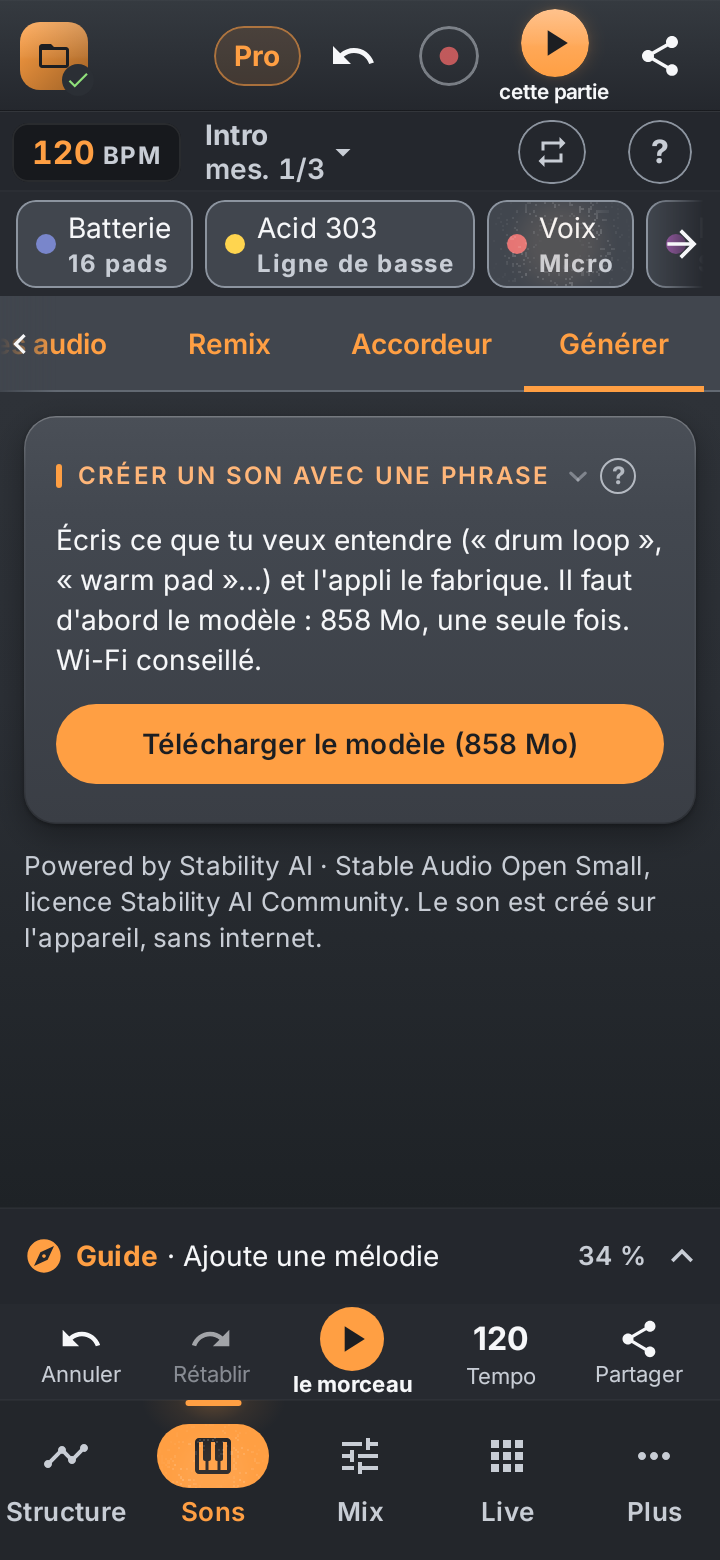 Pro
cette partie
120 BPM
Intro
mes. 1/3
?
Batterie
16 pads
Acid 303
Ligne de basse
Voix
Micro
audio
Remix
Accordeur
Générer
CRÉER UN SON AVEC UNE PHRASE
?
Écris ce que tu veux entendre (« drum loop »,
« warm pad »...) et l'appli le fabrique. Il faut
d'abord le modèle : 858 Mo, une seule fois.
Wi-Fi conseillé.
Télécharger le modèle (858 Mo)
Powered by Stability AI · Stable Audio Open Small,
licence Stability AI Community. Le son est créé sur
l'appareil, sans internet.
Guide · Ajoute une mélodie
34 %
Annuler
Rétablir
le morceau
120
Tempo
Partager
Structure
Sons
Mix
Live
Plus